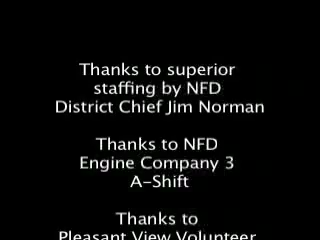 Thanks to superior
staffing by NFD
District Chief Jim Norman
Thanks to NFD
Engine Company 3
A-Shift
Thanks to
Pleasant View Volunteer